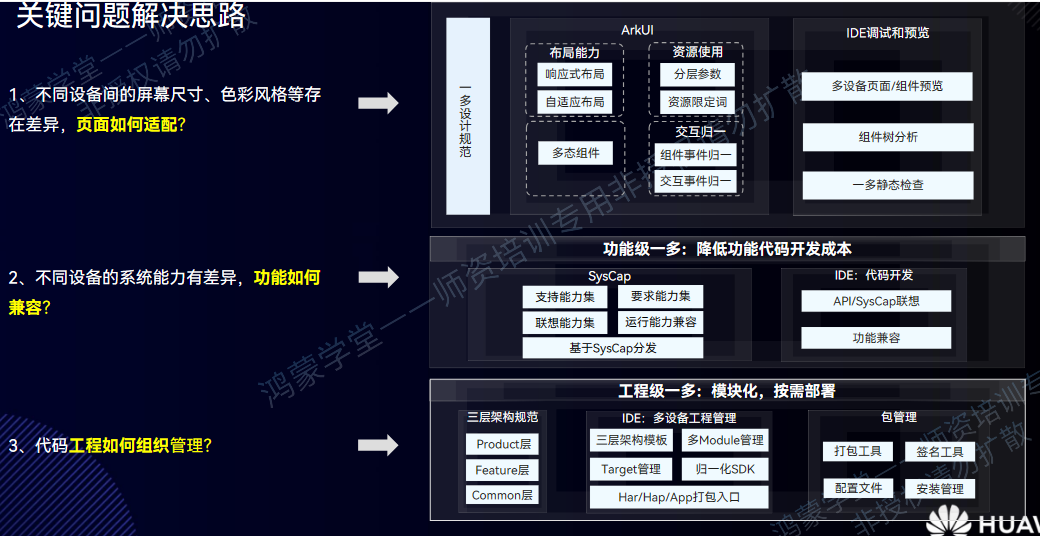 关键问题解决思路
1、不同设备间的屏幕尺寸、色彩风格等存
在差异，页面如何适配?
一多设计规范
ArkUI
布局能力
响应式布局
自适应布局
资源使用
分层参数
资源限定词
多态组件
交互归一
组件事件归一
交互事件归一
IDE调试和预览
多设备页面/组件预览
组件树分析
一多静态检查
2、不同设备的系统能力有差异，功能如何
兼容?
功能级一多：降低功能代码开发成本
SysCap
支持能力集
要求能力集
联想能力集
运行能力兼容
基于SysCap分发
IDE：代码开发
API/SysCap联想
功能兼容
3、代码工程如何组织管理?
工程级一多：模块化，按需部署
三层架构规范
Product层
Feature层
Common层
IDE：多设备工程管理
三层架构模板
多Module管理
Target管理
归一化SDK
Har/Hap/App打包入口
包管理
打包工具
签名工具
配置文件
安装管理
鸿蒙学堂——师资培训专用
非授权请勿扩散